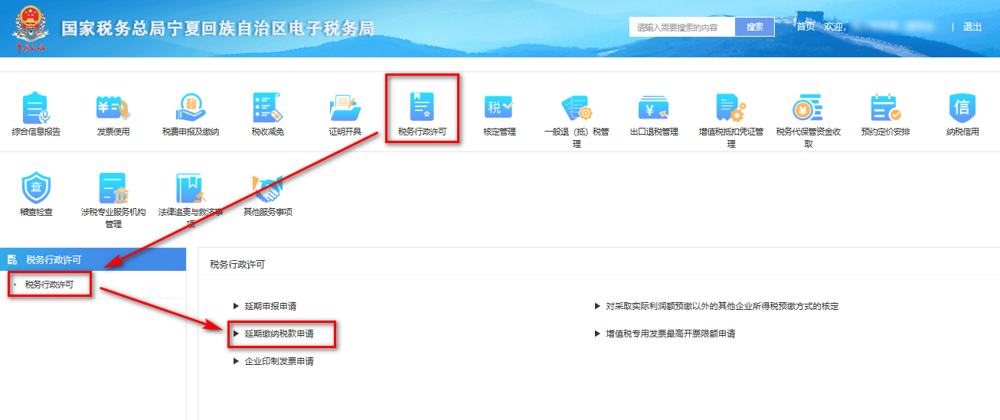 国家税务总局宁夏回族自治区电子税务局
请输入需要搜索的内容
搜索
首页
欢迎,
|
退出
综合信息报告
发票使用
税费申报及缴纳
税收减免
证明开具
税务行政许可
税
核定管理
一般退（抵）税管
理
出口退税管理
增值税抵扣凭证管
理
税务代保管资金收
取
预约定价安排
信
纳税信用
查
稽查检查
涉税专业服务机构
管理
法律追责与救济事
项
其他服务事项
税务行政许可
税务行政许可
税务行政许可
延期申报申请
对采取实际利润额预缴以外的其他企业所得税预缴方式的核定
延期缴纳税款申请
增值税专用发票最高开票限额申请
企业印制发票申请